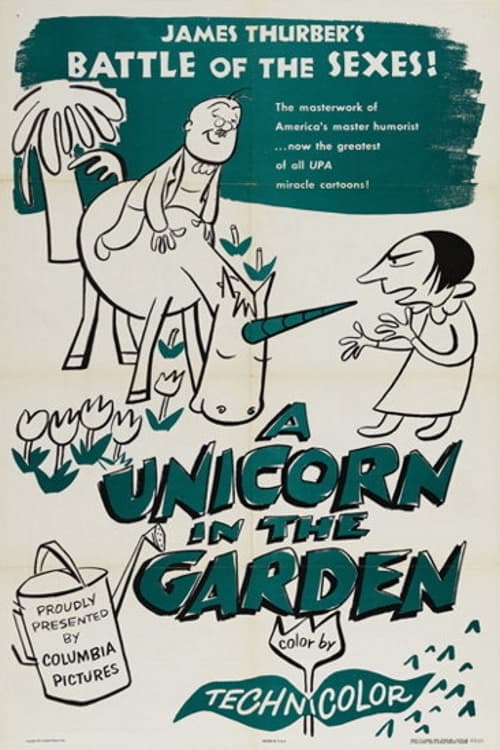 JAMES THURBER'S
BATTLE OF THE SEXES!
The masterwork of
America's master humorist
...now the greatest
of all UPA
miracle cartoons!
A
UNICORN
IN THE
GARDEN
PROUDLY
PRESENTED
BY
COLUMBIA
PICTURES
color by
TECHNICOLOR